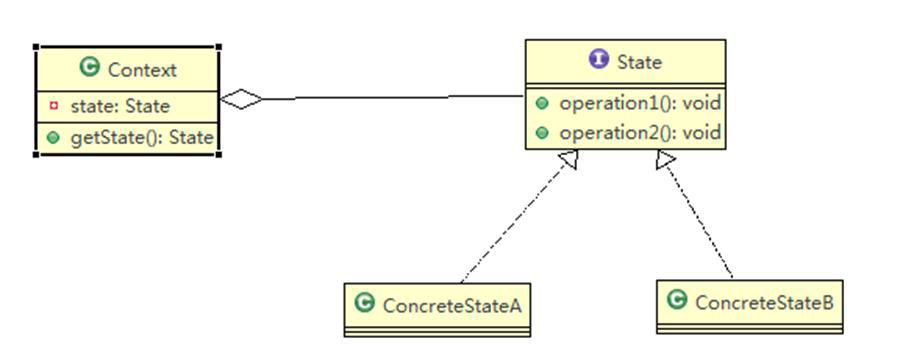 Context
state: State
getState(): State
State
operation1(): void
operation2(): void
ConcreteStateA
ConcreteStateB